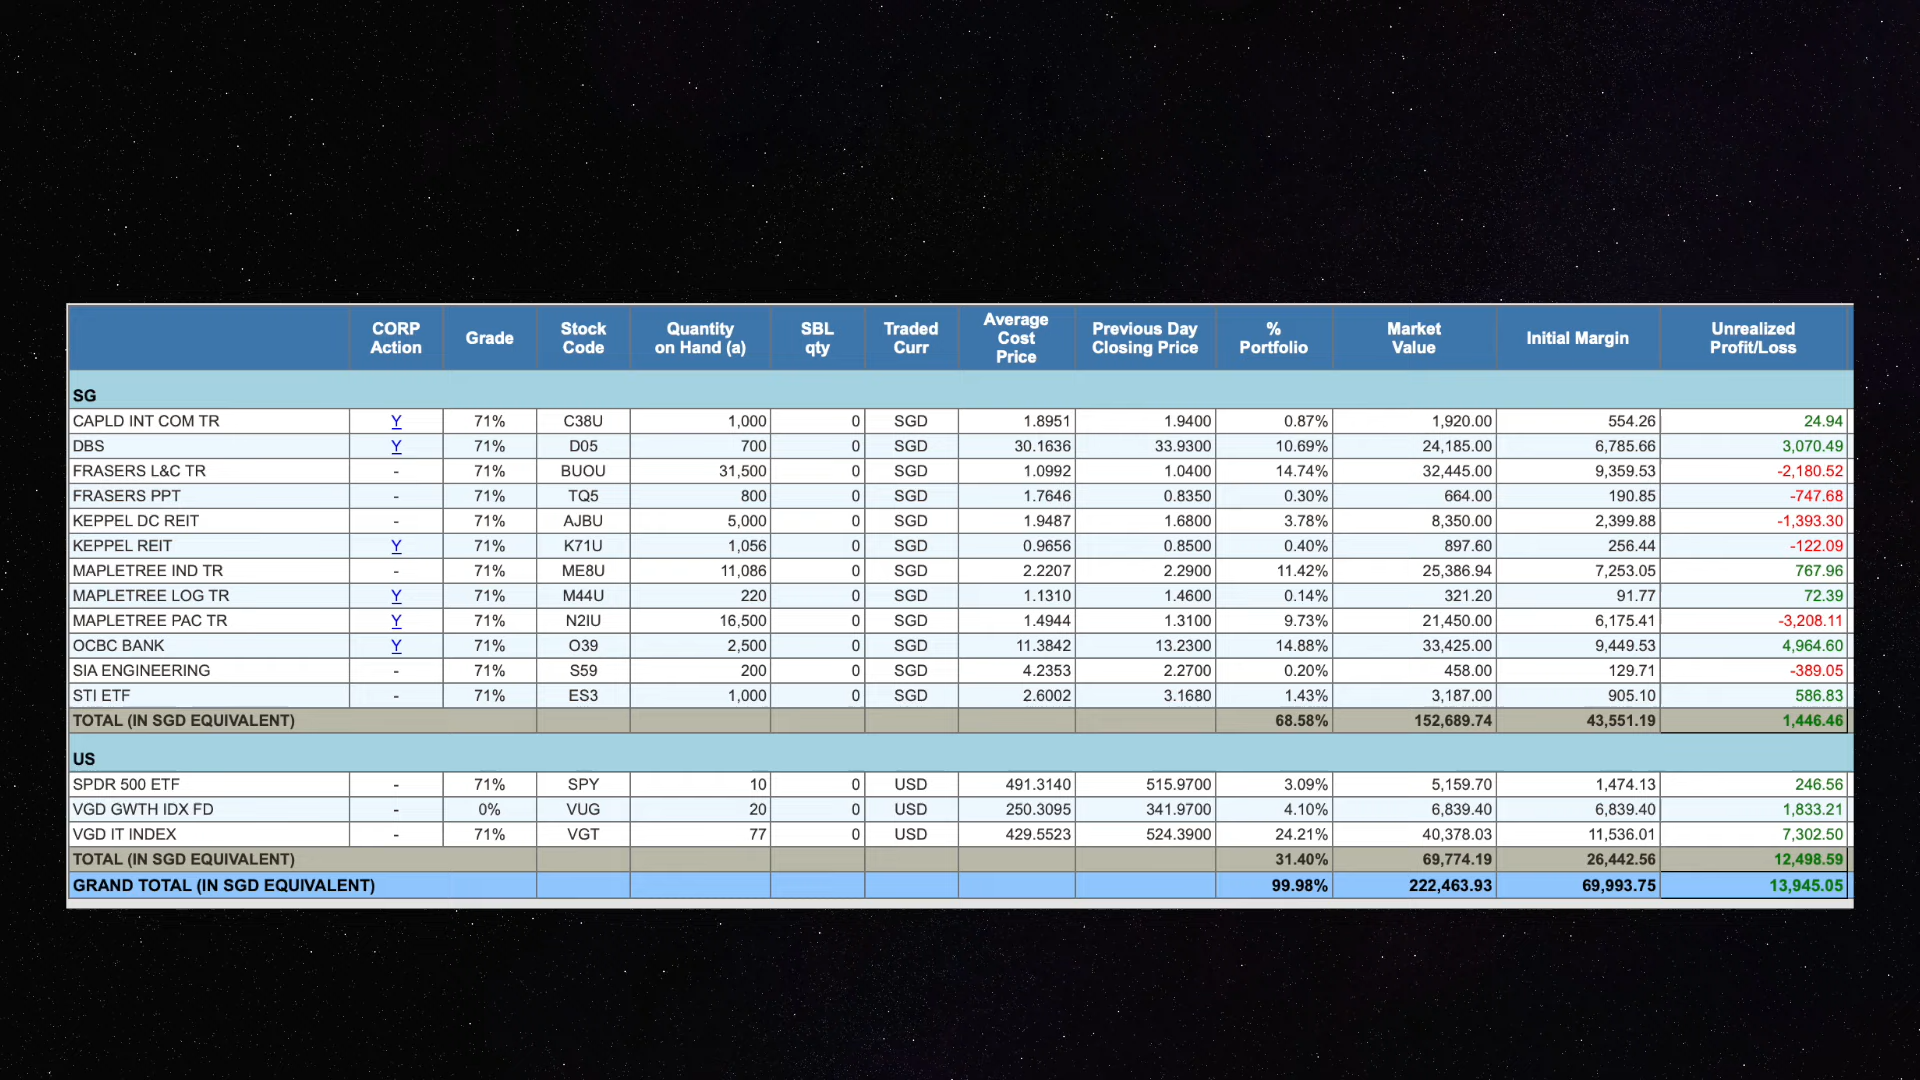 CORP Action Grade Stock Code Quantity on Hand (a) SBL qty Traded Curr Average Cost Price Previous Day Closing Price % Portfolio Market Value Initial Margin Unrealized Profit/Loss
SG
CAPLD INT COM TR Y 71% C38U 1,000 0 SGD 1.8951 1.9400 0.87% 1,920.00 554.26 24.94
DBS Y 71% D05 700 0 SGD 30.1636 33.9300 10.69% 24,185.00 6,785.66 3,070.49
FRASERS L&C TR - 71% BUOU 31,500 0 SGD 1.0992 1.0400 14.74% 32,445.00 9,359.53 -2,180.52
FRASERS PPT - 71% TQ5 800 0 SGD 1.7646 0.8350 0.30% 664.00 190.85 -747.68
KEPPEL DC REIT - 71% AJBU 5,000 0 SGD 1.9487 1.6800 3.78% 8,350.00 2,399.88 -1,393.30
KEPPEL REIT Y 71% K71U 1,056 0 SGD 0.9656 0.8500 0.40% 897.60 256.44 -122.09
MAPLETREE IND TR - 71% ME8U 11,086 0 SGD 2.2207 2.2900 11.42% 25,386.94 7,253.05 767.96
MAPLETREE LOG TR Y 71% M44U 220 0 SGD 1.1310 1.4600 0.14% 321.20 91.77 72.39
MAPLETREE PAC TR Y 71% N2IU 16,500 0 SGD 1.4944 1.3100 9.73% 21,450.00 6,175.41 -3,208.11
OCBC BANK Y 71% O39 2,500 0 SGD 11.3842 13.2300 14.88% 33,425.00 9,449.53 4,964.60
SIA ENGINEERING - 71% S59 200 0 SGD 4.2353 2.2700 0.20% 458.00 129.71 -389.05
STI ETF - 71% ES3 1,000 0 SGD 2.6002 3.1680 1.43% 3,187.00 905.10 586.83
TOTAL (IN SGD EQUIVALENT) 68.58% 152,689.74 43,551.19 1,446.46
US
SPDR 500 ETF - 71% SPY 10 0 USD 491.3140 515.9700 3.09% 5,159.70 1,474.13 246.56
VGD GWTH IDX FD - 0% VUG 20 0 USD 250.3095 341.9700 4.10% 6,839.40 6,839.40 1,833.21
VGD IT INDEX - 71% VGT 77 0 USD 429.5523 524.3900 24.21% 40,378.03 11,536.01 7,302.50
TOTAL (IN SGD EQUIVALENT) 31.40% 69,774.19 26,442.56 12,498.59
GRAND TOTAL (IN SGD EQUIVALENT) 99.98% 222,463.93 69,993.75 13,945.05